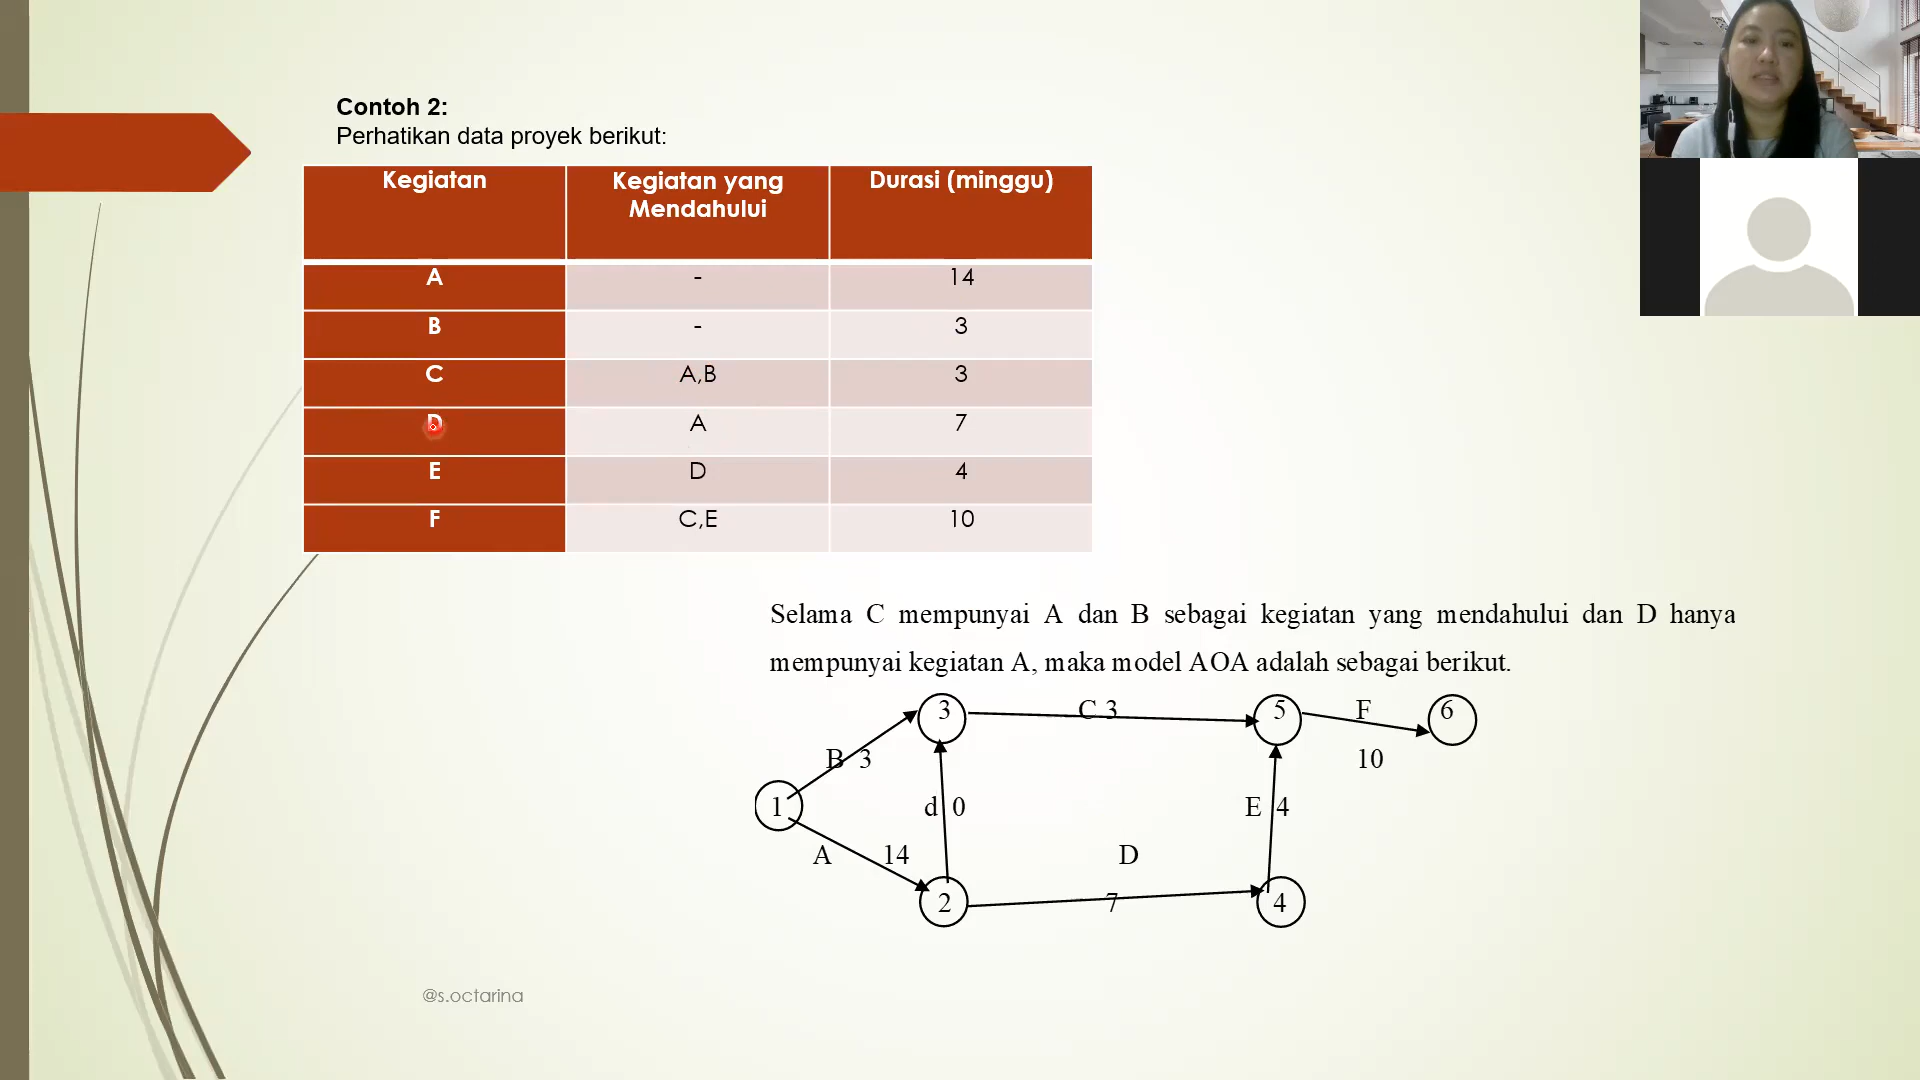 Contoh 2:
Perhatikan data proyek berikut:
Kegiatan
Kegiatan yang
Mendahului
Durasi (minggu)
A - 14
B - 3
C A,B 3
D A 7
E D 4
F C,E 10
Selama C mempunyai A dan B sebagai kegiatan yang mendahului dan D hanya
mempunyai kegiatan A, maka model AOA adalah sebagai berikut.
3 C 3 5 F 6
B 3 10
1 d 0 E 4
A 14 D
2 7 4
@s.octarina